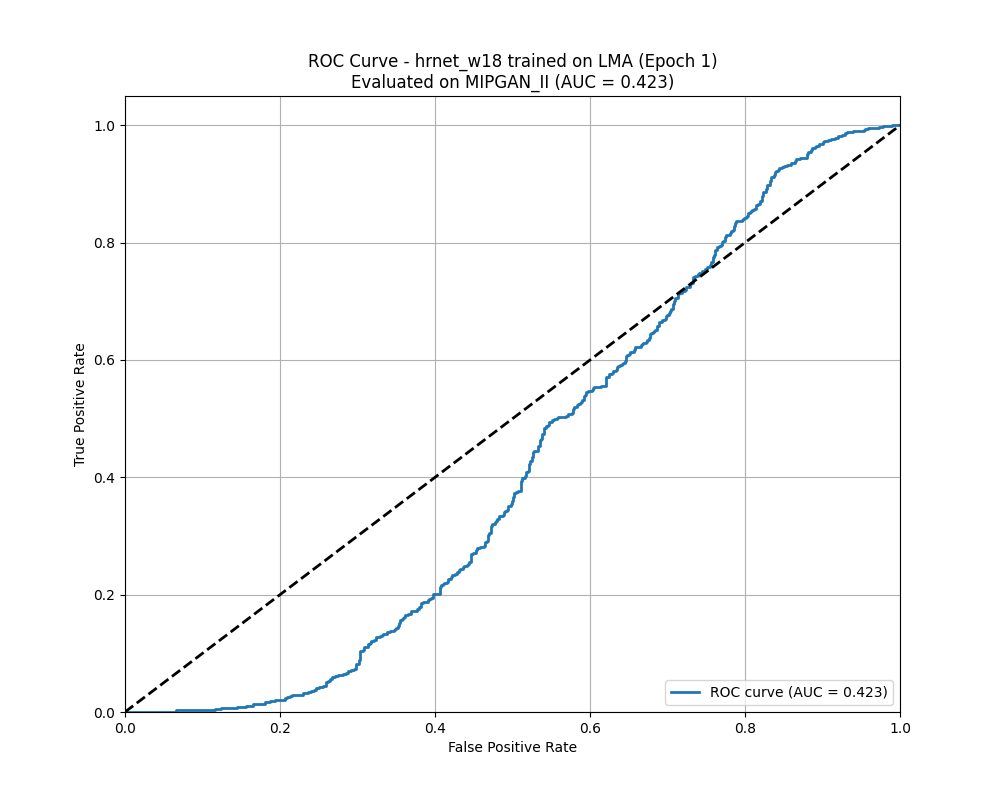 ROC Curve - hrnet_w18 trained on LMA (Epoch 1)
Evaluated on MIPGAN_II (AUC = 0.423)
True Positive Rate
1.0
0.8
0.6
0.4
0.2
0.0
0.0 0.2 0.4 0.6 0.8 1.0
False Positive Rate
ROC curve (AUC = 0.423)